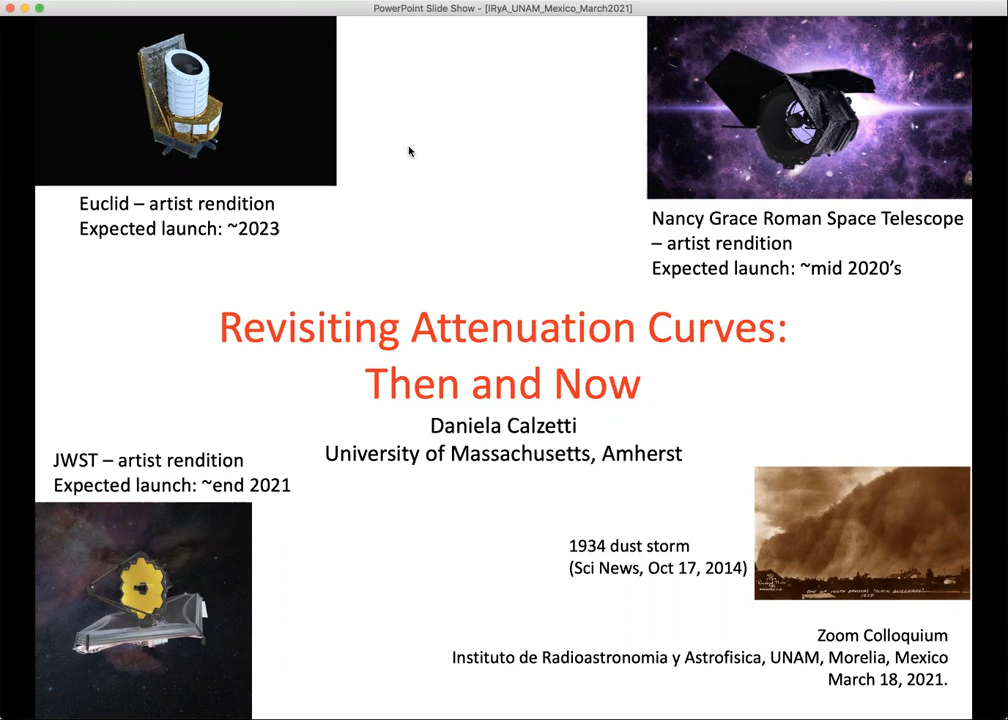 PowerPoint Slide Show - [IRyA_UNAM_Mexico_March2021]
Euclid – artist rendition
Expected launch: ~2023
Nancy Grace Roman Space Telescope
– artist rendition
Expected launch: ~mid 2020’s
Revisiting Attenuation Curves:
Then and Now
Daniela Calzetti
University of Massachusetts, Amherst
JWST – artist rendition
Expected launch: ~end 2021
1934 dust storm
(Sci News, Oct 17, 2014)
Zoom Colloquium
Instituto de Radioastronomia y Astrofisica, UNAM, Morelia, Mexico
March 18, 2021.